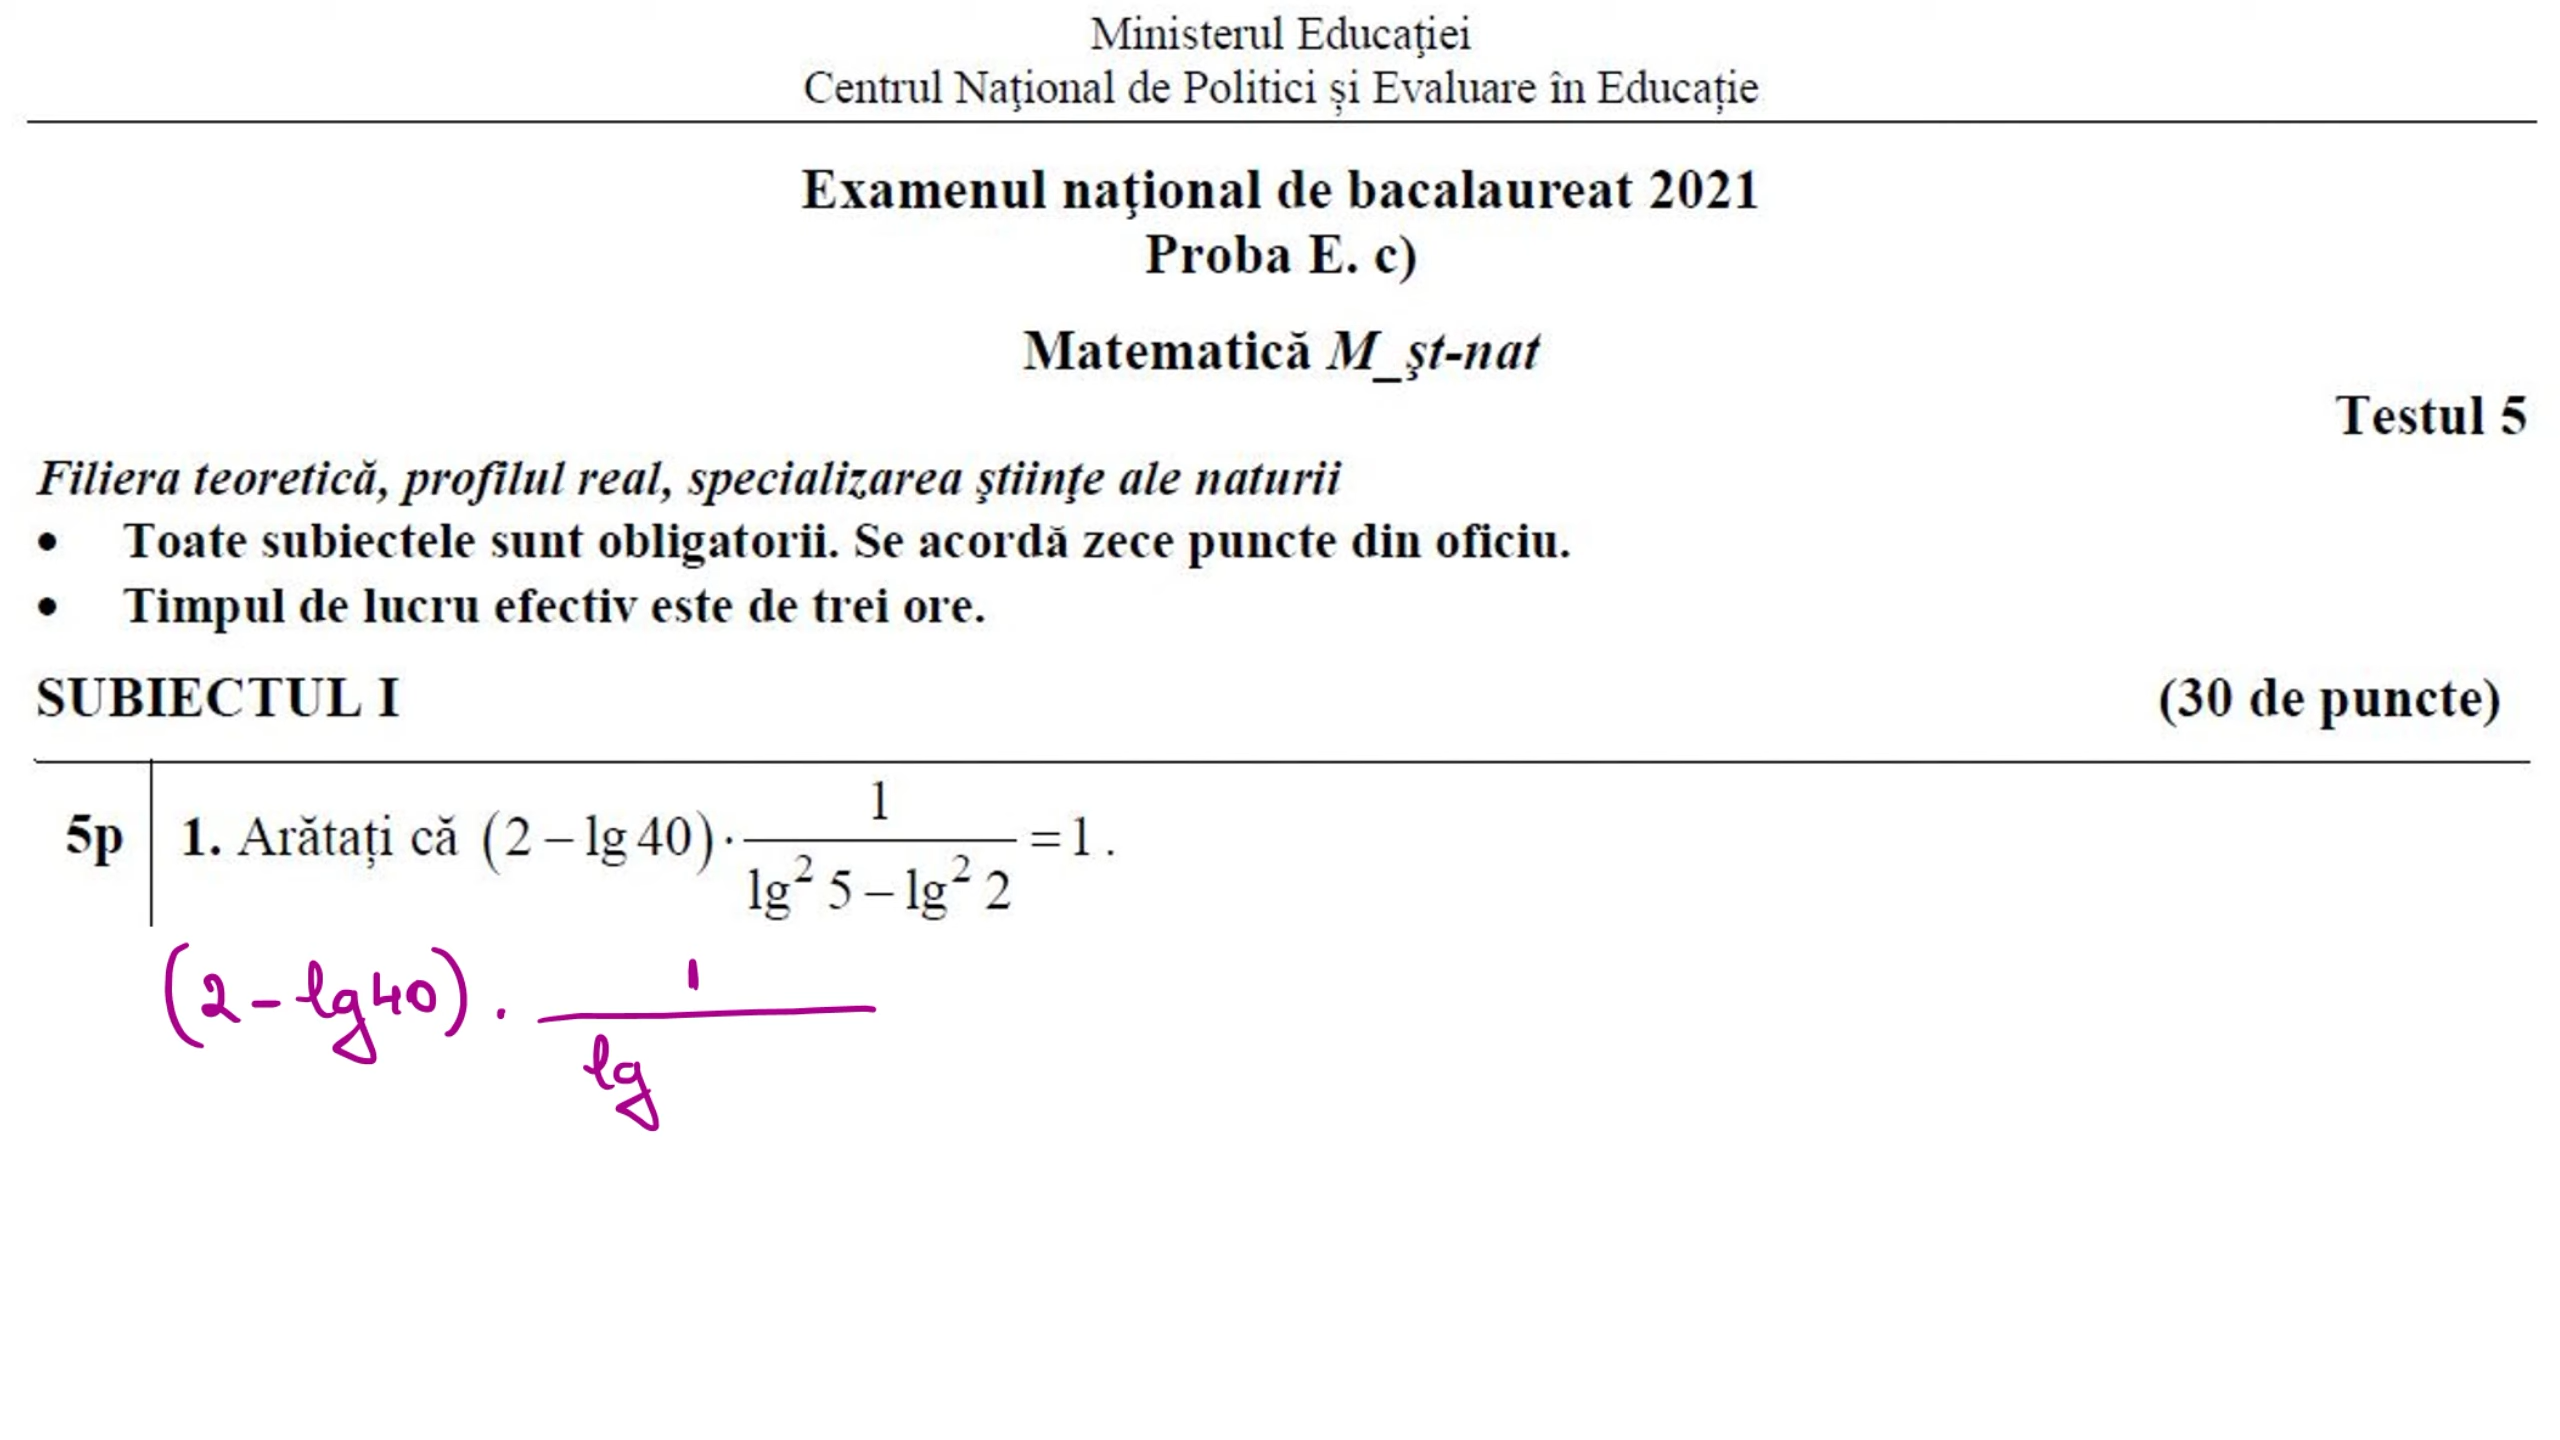 Ministerul Educaţiei
Centrul Naţional de Politici și Evaluare în Educație
Examenul naţional de bacalaureat 2021
Proba E. c)
Matematică M_şt-nat
Testul 5
Filiera teoretică, profilul real, specializarea ştiinţe ale naturii
• Toate subiectele sunt obligatorii. Se acordă zece puncte din oficiu.
• Timpul de lucru efectiv este de trei ore.
SUBIECTUL I (30 de puncte)
5p 1. Arătați că (2 – lg 40) · 1 / (lg² 5 – lg² 2) = 1 .
(2 - lg40) · 1 / lg